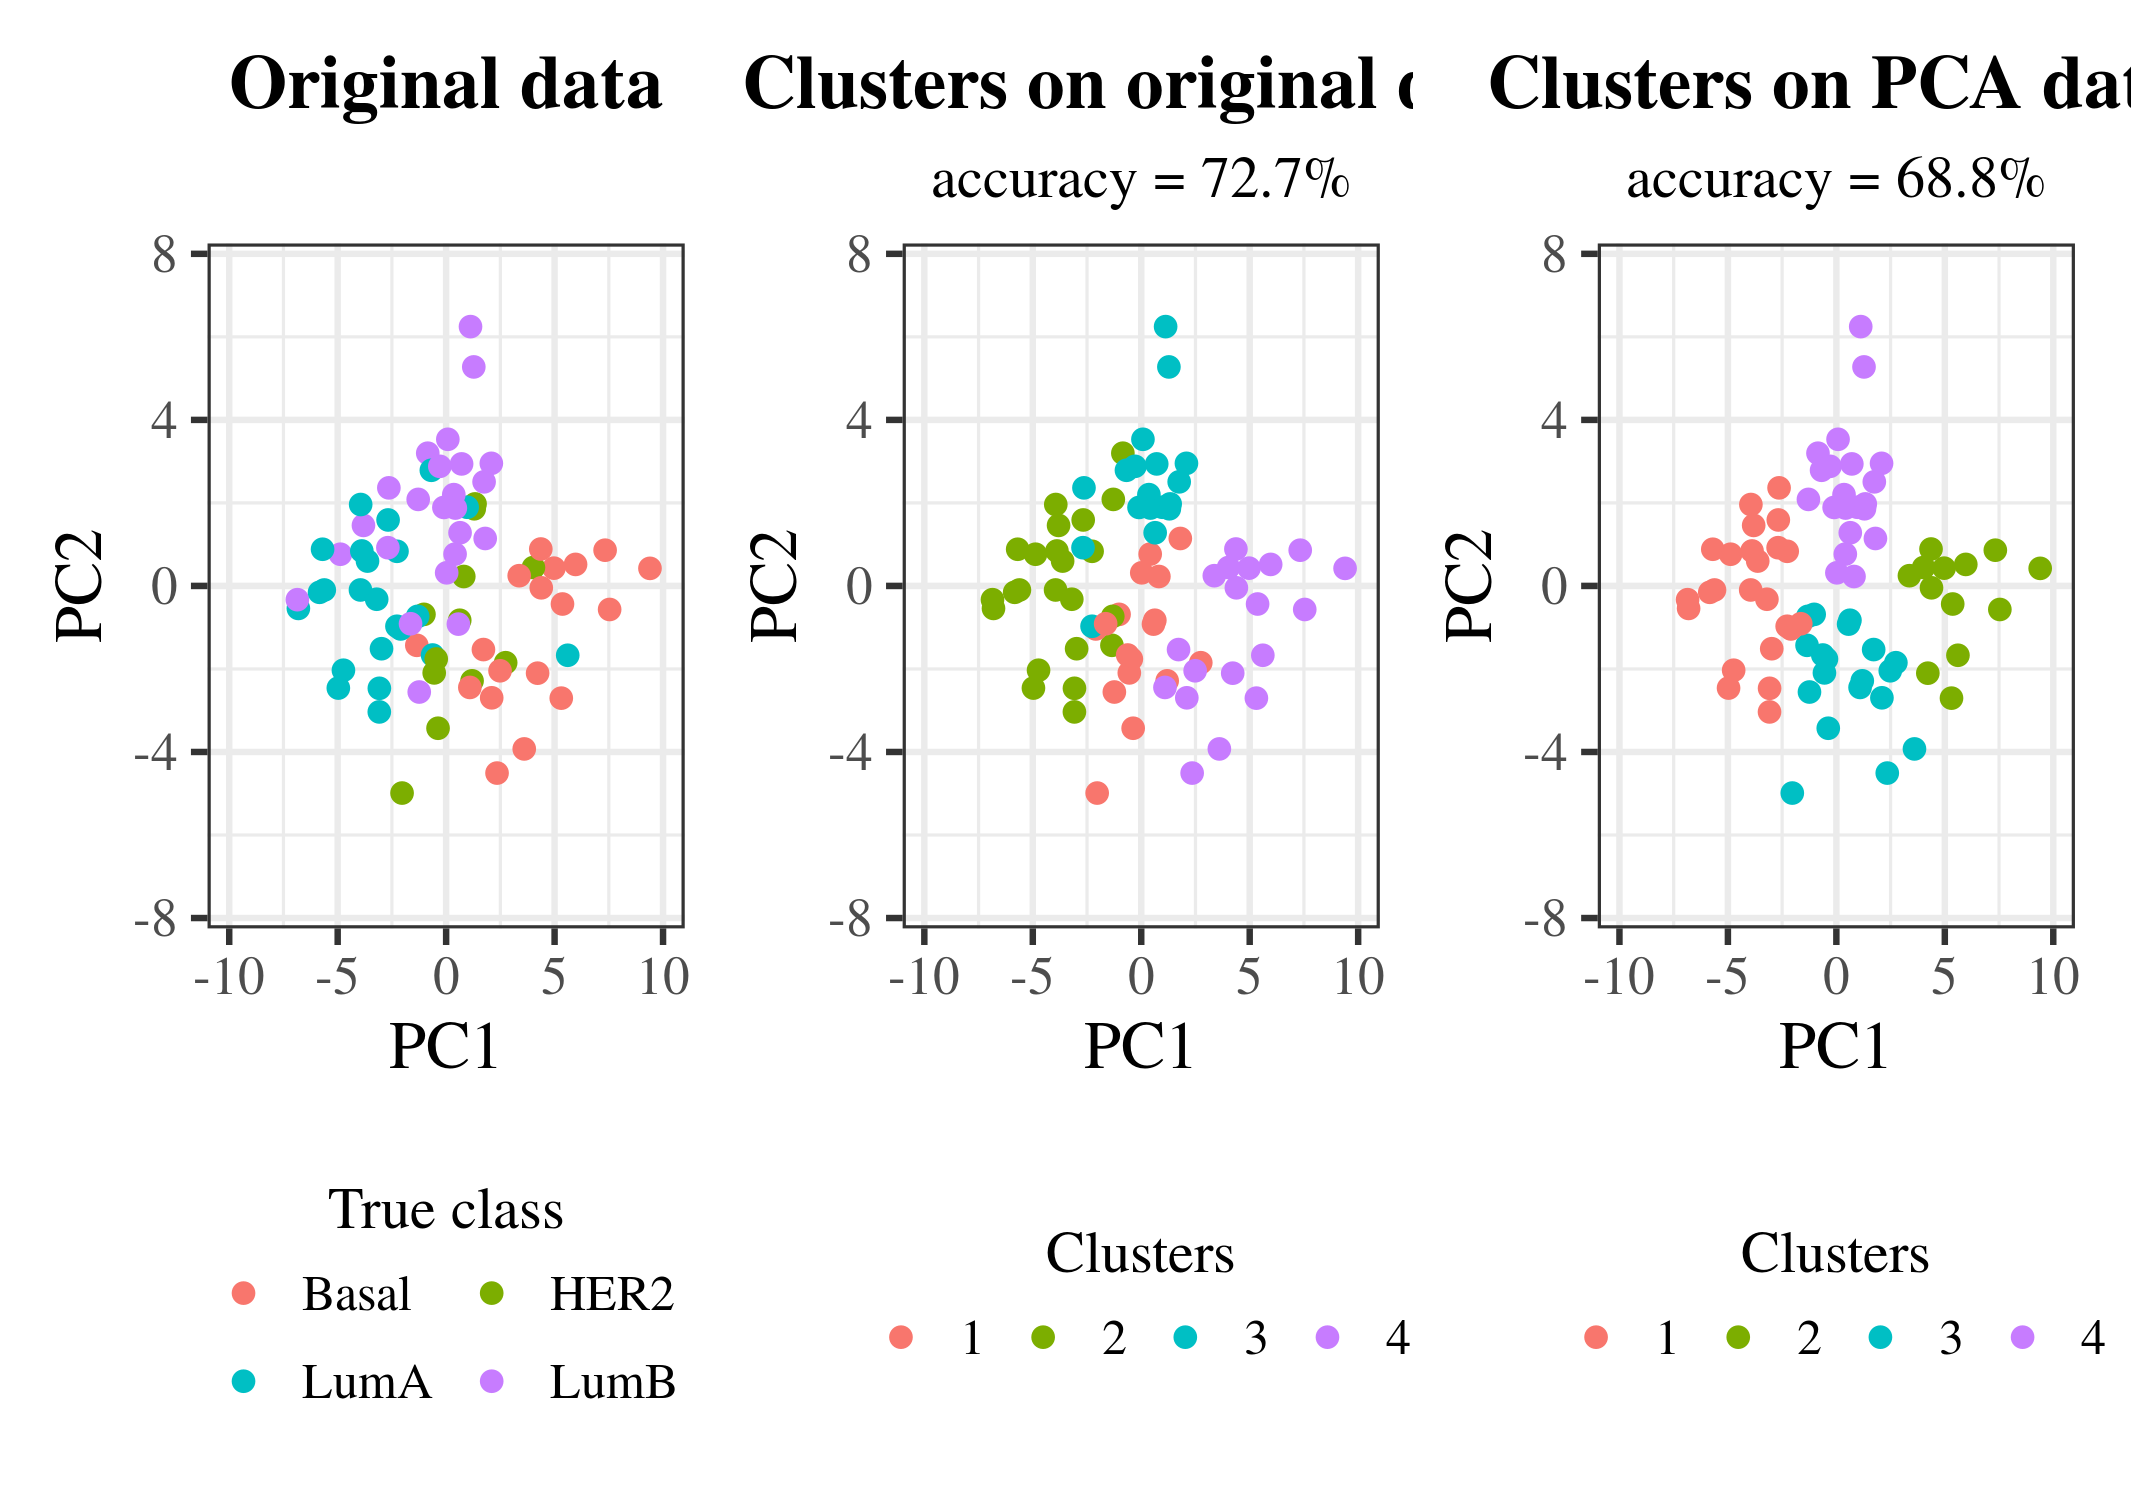 Original data
8
4
0
-4
-8
PC2
-10 -5 0 5 10
PC1
True class
Basal HER2
LumA LumB
Clusters on original
accuracy = 72.7%
8
4
0
-4
-8
PC2
-10 -5 0 5 10
PC1
Clusters
1 2 3 4
Clusters on PCA
accuracy = 68.8%
8
4
0
-4
-8
PC2
-10 -5 0 5 10
PC1
Clusters
1 2 3 4